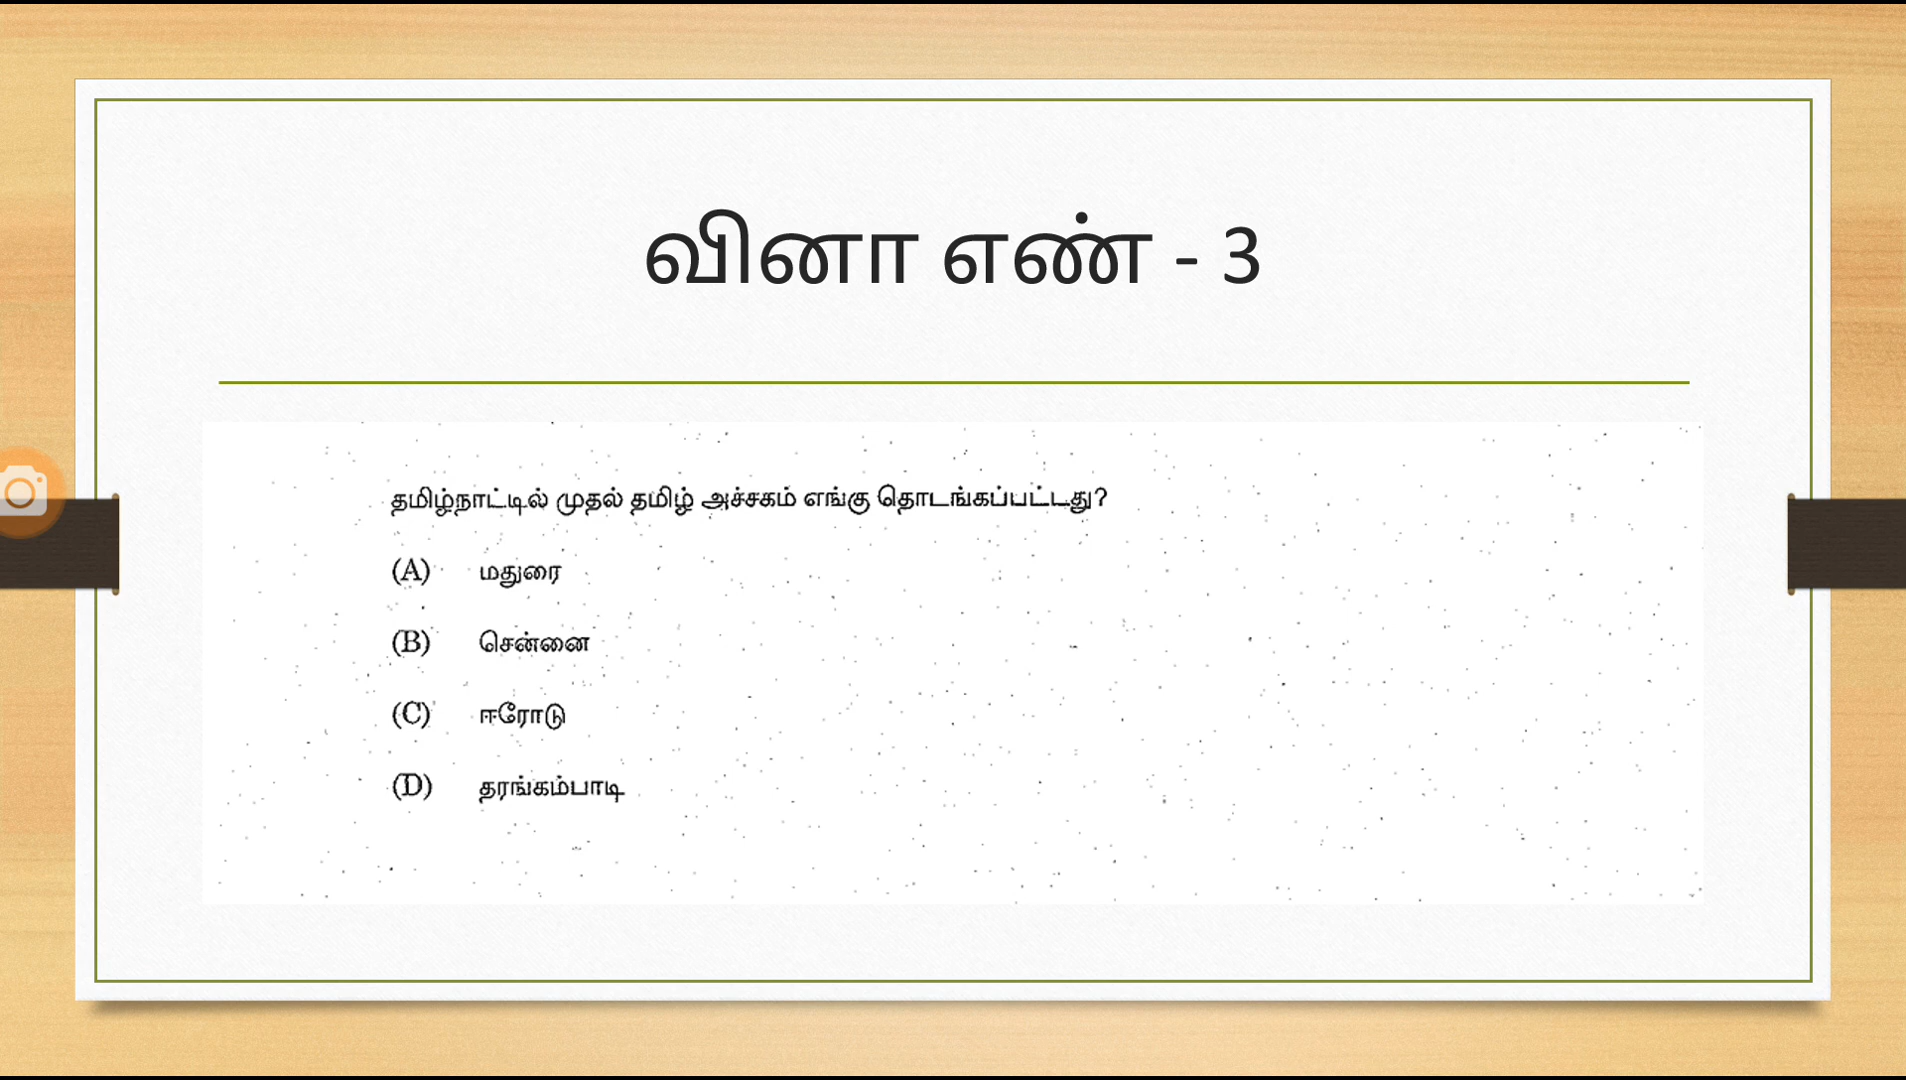 வினா எண் - 3
தமிழ்நாட்டில் முதல் தமிழ் அச்சகம் எங்கு தொடங்கப்பட்டது?
(A) மதுரை
(B) சென்னை
(C) ஈரோடு
(D) தரங்கம்பாடி